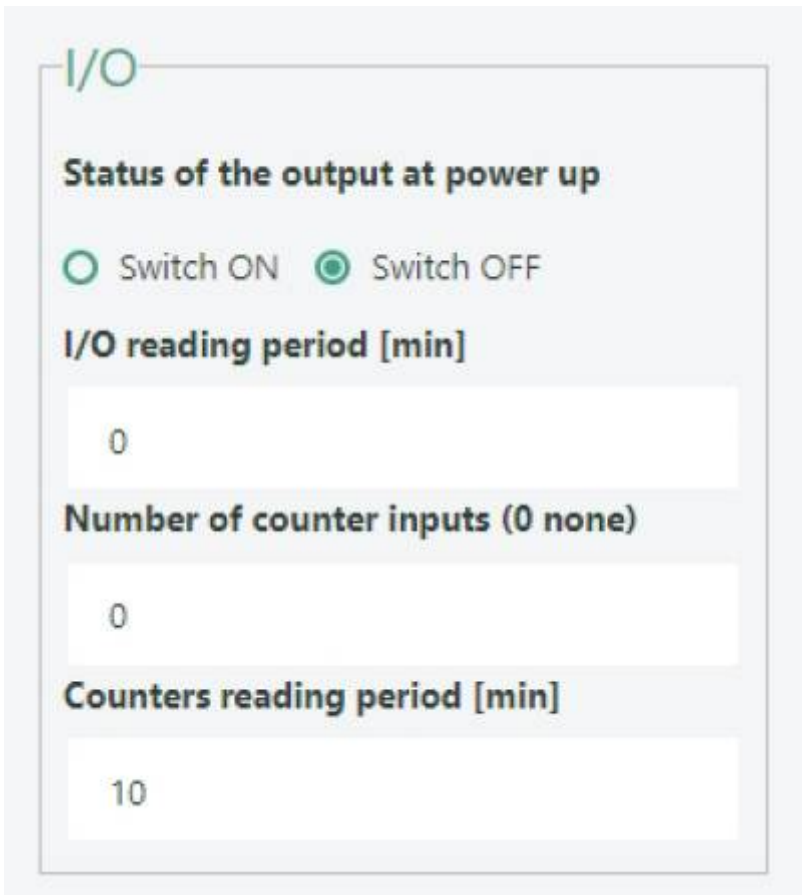 I/O
Status of the output at power up
Switch ON Switch OFF
I/O reading period [min]
0
Number of counter inputs (0 none)
0
Counters reading period [min]
10